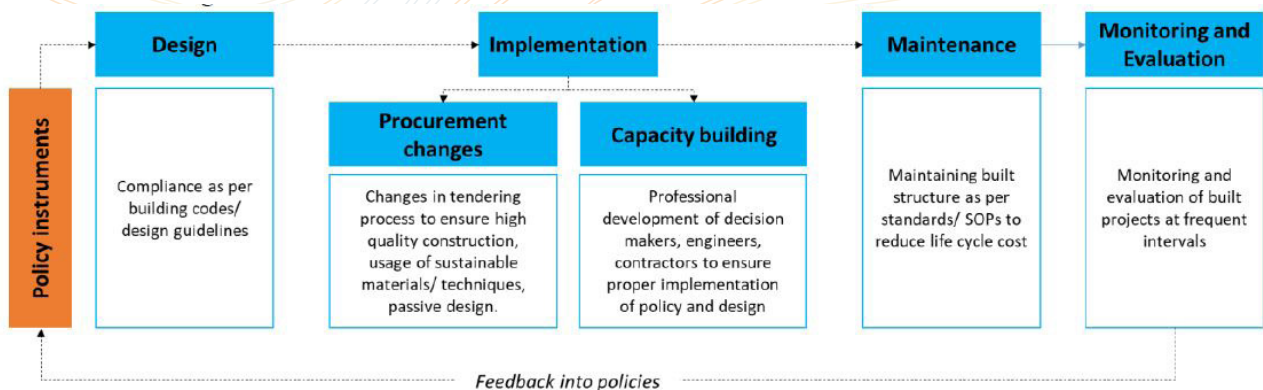 Policy instruments
Design
Compliance as per
building codes/
design guidelines
Implementation
Procurement
changes
Changes in tendering
process to ensure high
quality construction,
usage of sustainable
materials/ techniques,
passive design.
Capacity building
Professional
development of decision
makers, engineers,
contractors to ensure
proper implementation
of policy and design
Maintenance
Maintaining built
structure as per
standards/ SOPs to
reduce life cycle cost
Monitoring and
Evaluation
Monitoring and
evaluation of built
projects at frequent
intervals
Feedback into policies